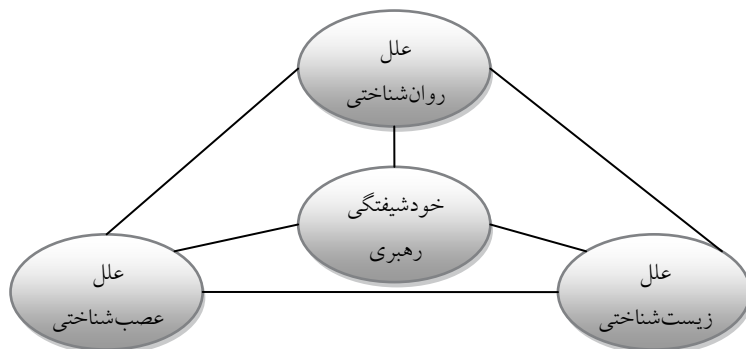 علل
روان‌شناختی
خودشیفتگی
رهبری
علل
زیست‌شناختی
علل
عصب‌شناختی